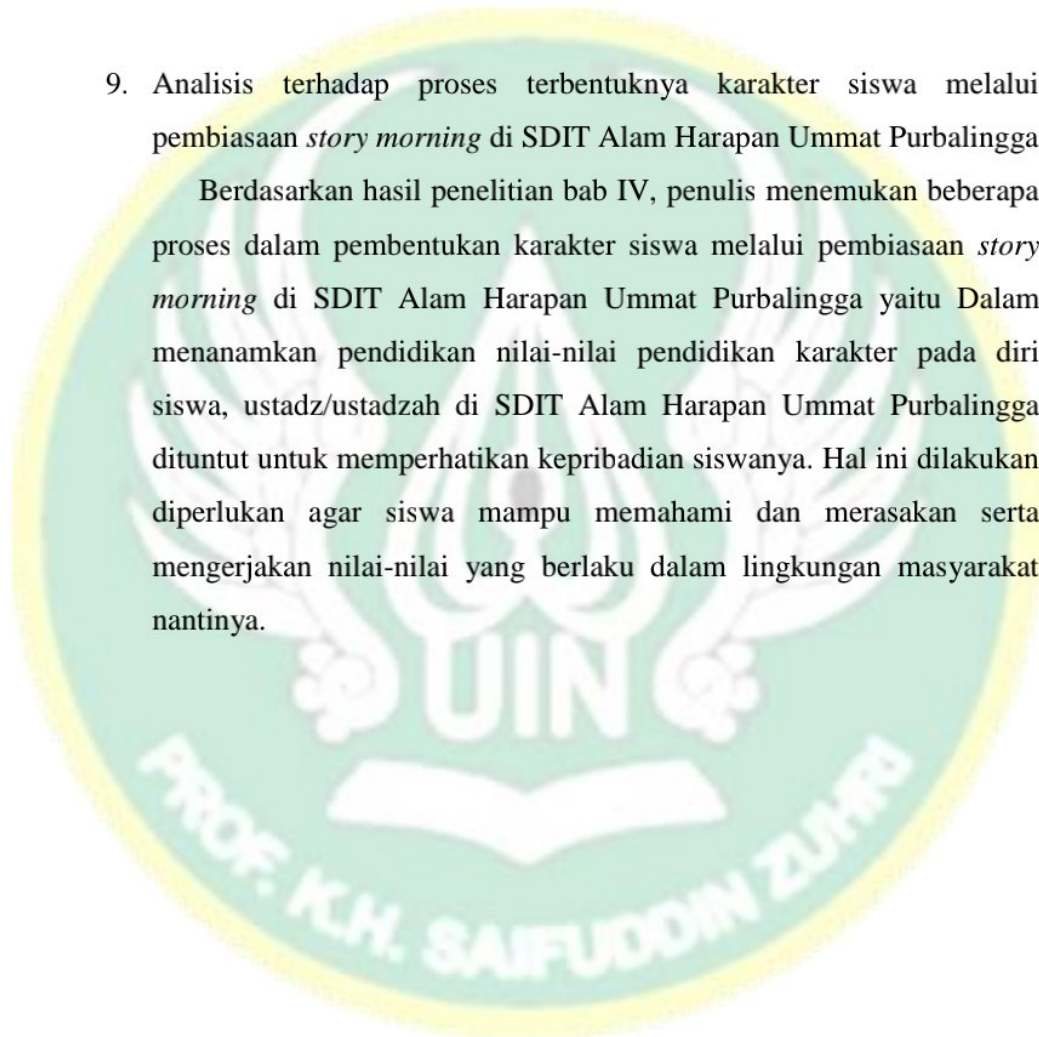 9. Analisis terhadap proses terbentuknya karakter siswa melalui
pembiasaan story morning di SDIT Alam Harapan Ummat Purbalingga
Berdasarkan hasil penelitian bab IV, penulis menemukan beberapa
proses dalam pembentukan karakter siswa melalui pembiasaan story
morning di SDIT Alam Harapan Ummat Purbalingga yaitu Dalam
menanamkan pendidikan nilai-nilai pendidikan karakter pada diri
siswa, ustadz/ustadzah di SDIT Alam Harapan Ummat Purbalingga
dituntut untuk memperhatikan kepribadian siswanya. Hal ini dilakukan
diperlukan agar siswa mampu memahami dan merasakan serta
mengerjakan nilai-nilai yang berlaku dalam lingkungan masyarakat
nantinya.
UIN
PROF. K.H. SAIFUDDIN ZUHRI